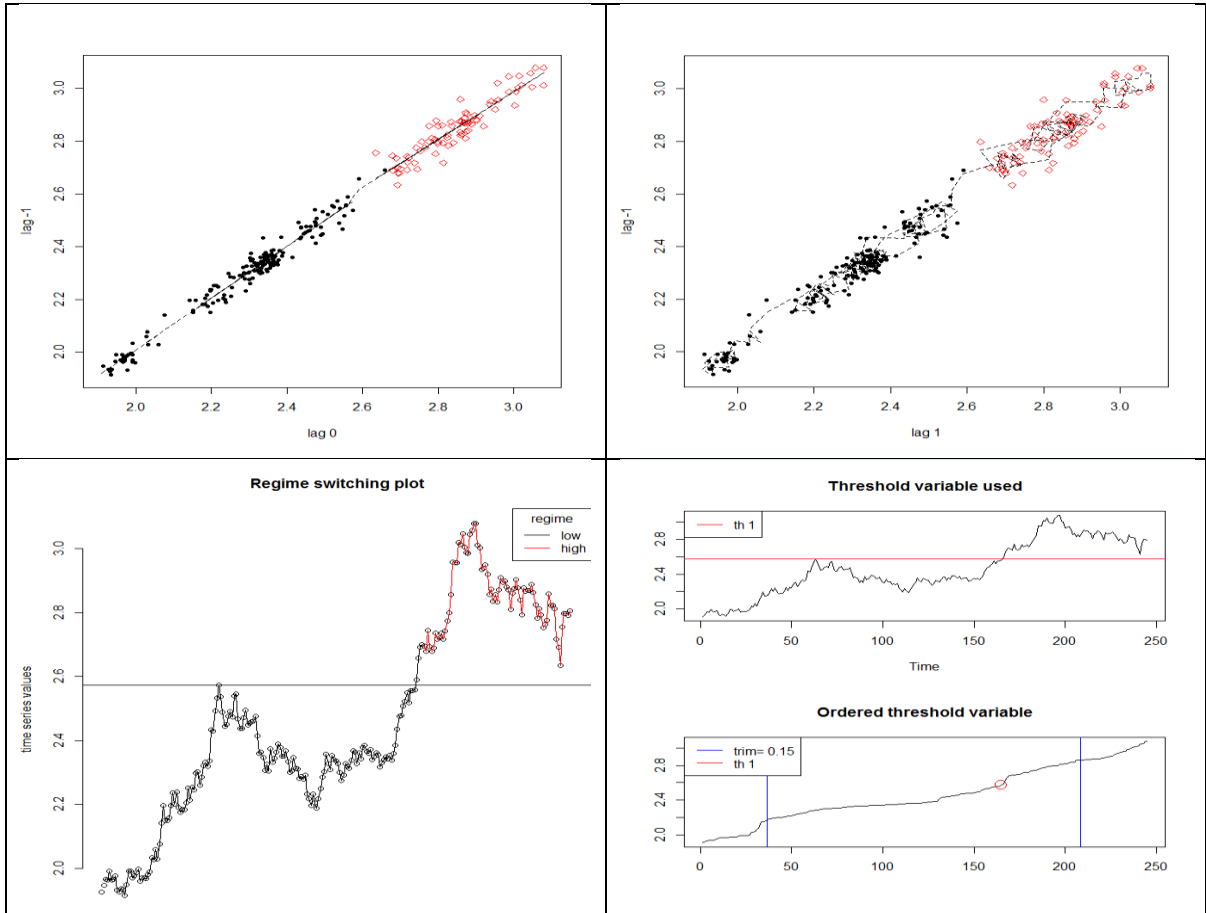 lag -1
3.0
2.8
2.6
2.4
2.2
2.0
2.0 2.2 2.4 2.6 2.8 3.0
lag 0
lag -1
3.0
2.8
2.6
2.4
2.2
2.0
2.0 2.2 2.4 2.6 2.8 3.0
lag 1
Regime switching plot
regime
low
high
time series values
3.0
2.8
2.6
2.4
2.2
2.0
Threshold variable used
th 1
2.8
2.4
2.0
0 50 100 150 200 250
Time
Ordered threshold variable
trim= 0.15
th 1
2.8
2.4
2.0
0 50 100 150 200 250